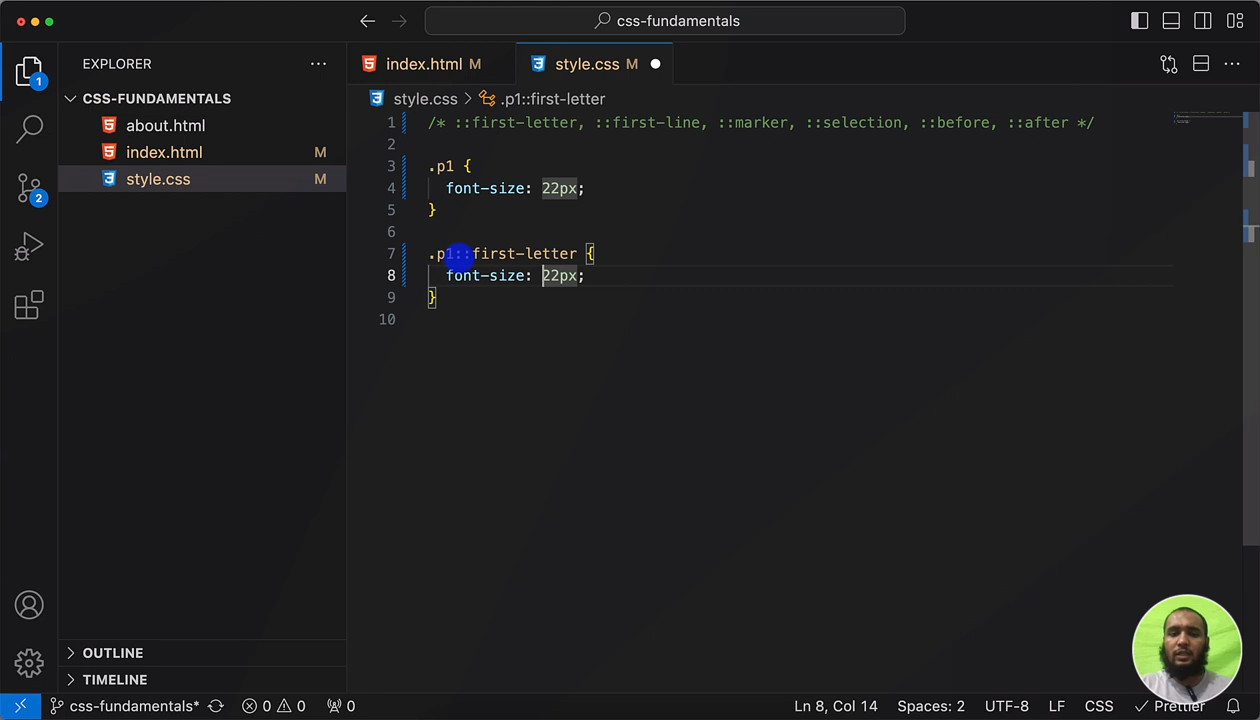 css-fundamentals
EXPLORER
index.html M
style.css M
CSS-FUNDAMENTALS
about.html
index.html M
style.css M
style.css > .p1::first-letter
1 /* ::first-letter, ::first-line, ::marker, ::selection, ::before, ::after */
2
3 .p1 {
4 font-size: 22px;
5 }
6
7 .p1::first-letter {
8 font-size: 22px;
9 }
10
1
2
OUTLINE
TIMELINE
css-fundamentals* 0 0 0 Ln 8, Col 14 Spaces: 2 UTF-8 LF CSS Prettier